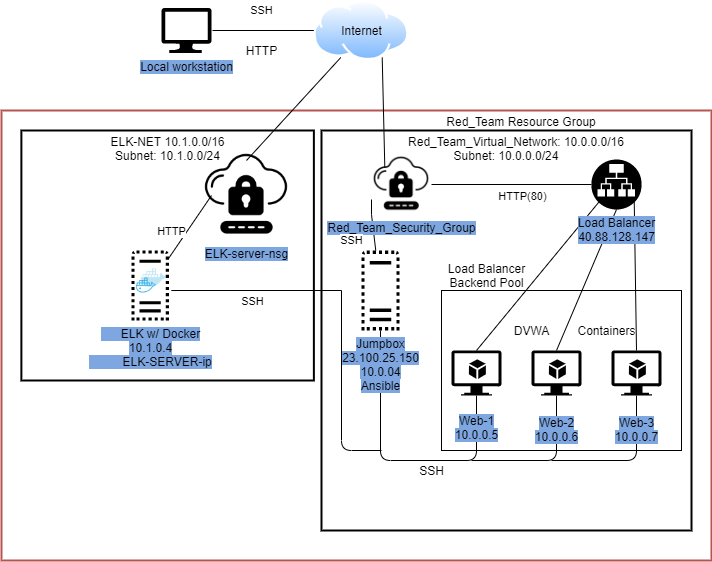 SSH
Internet
HTTP
Local workstation
Red_Team Resource Group
ELK-NET 10.1.0.0/16
Subnet: 10.1.0.0/24
Red_Team_Virtual_Network: 10.0.0.0/16
Subnet: 10.0.0.0/24
HTTP(80)
Load Balancer
40.88.128.147
Red_Team_Security_Group
HTTP
SSH
ELK-server-nsg
Load Balancer
Backend Pool
SSH
DVWA
Containers
ELK w/ Docker
10.1.0.4
ELK-SERVER-ip
Jumpbox
23.100.25.150
10.0.04
Ansible
Web-1
10.0.0.5
Web-2
10.0.0.6
Web-3
10.0.0.7
SSH